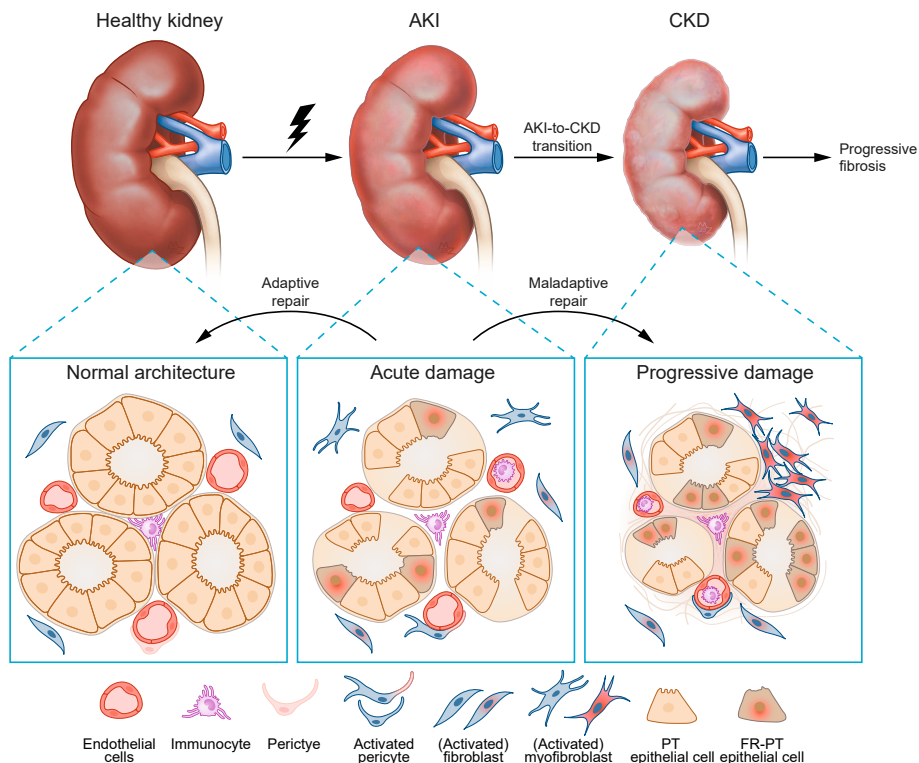 Healthy kidney
AKI
CKD
AKI-to-CKD
transition
Progressive
fibrosis
Adaptive
repair
Maladaptive
repair
Normal architecture
Acute damage
Progressive damage
Endothelial
cells
Immunocyte
Perictye
Activated
pericyte
(Activated)
fibroblast
(Activated)
myofibroblast
PT
epithelial cell
FR-PT
epithelial cell